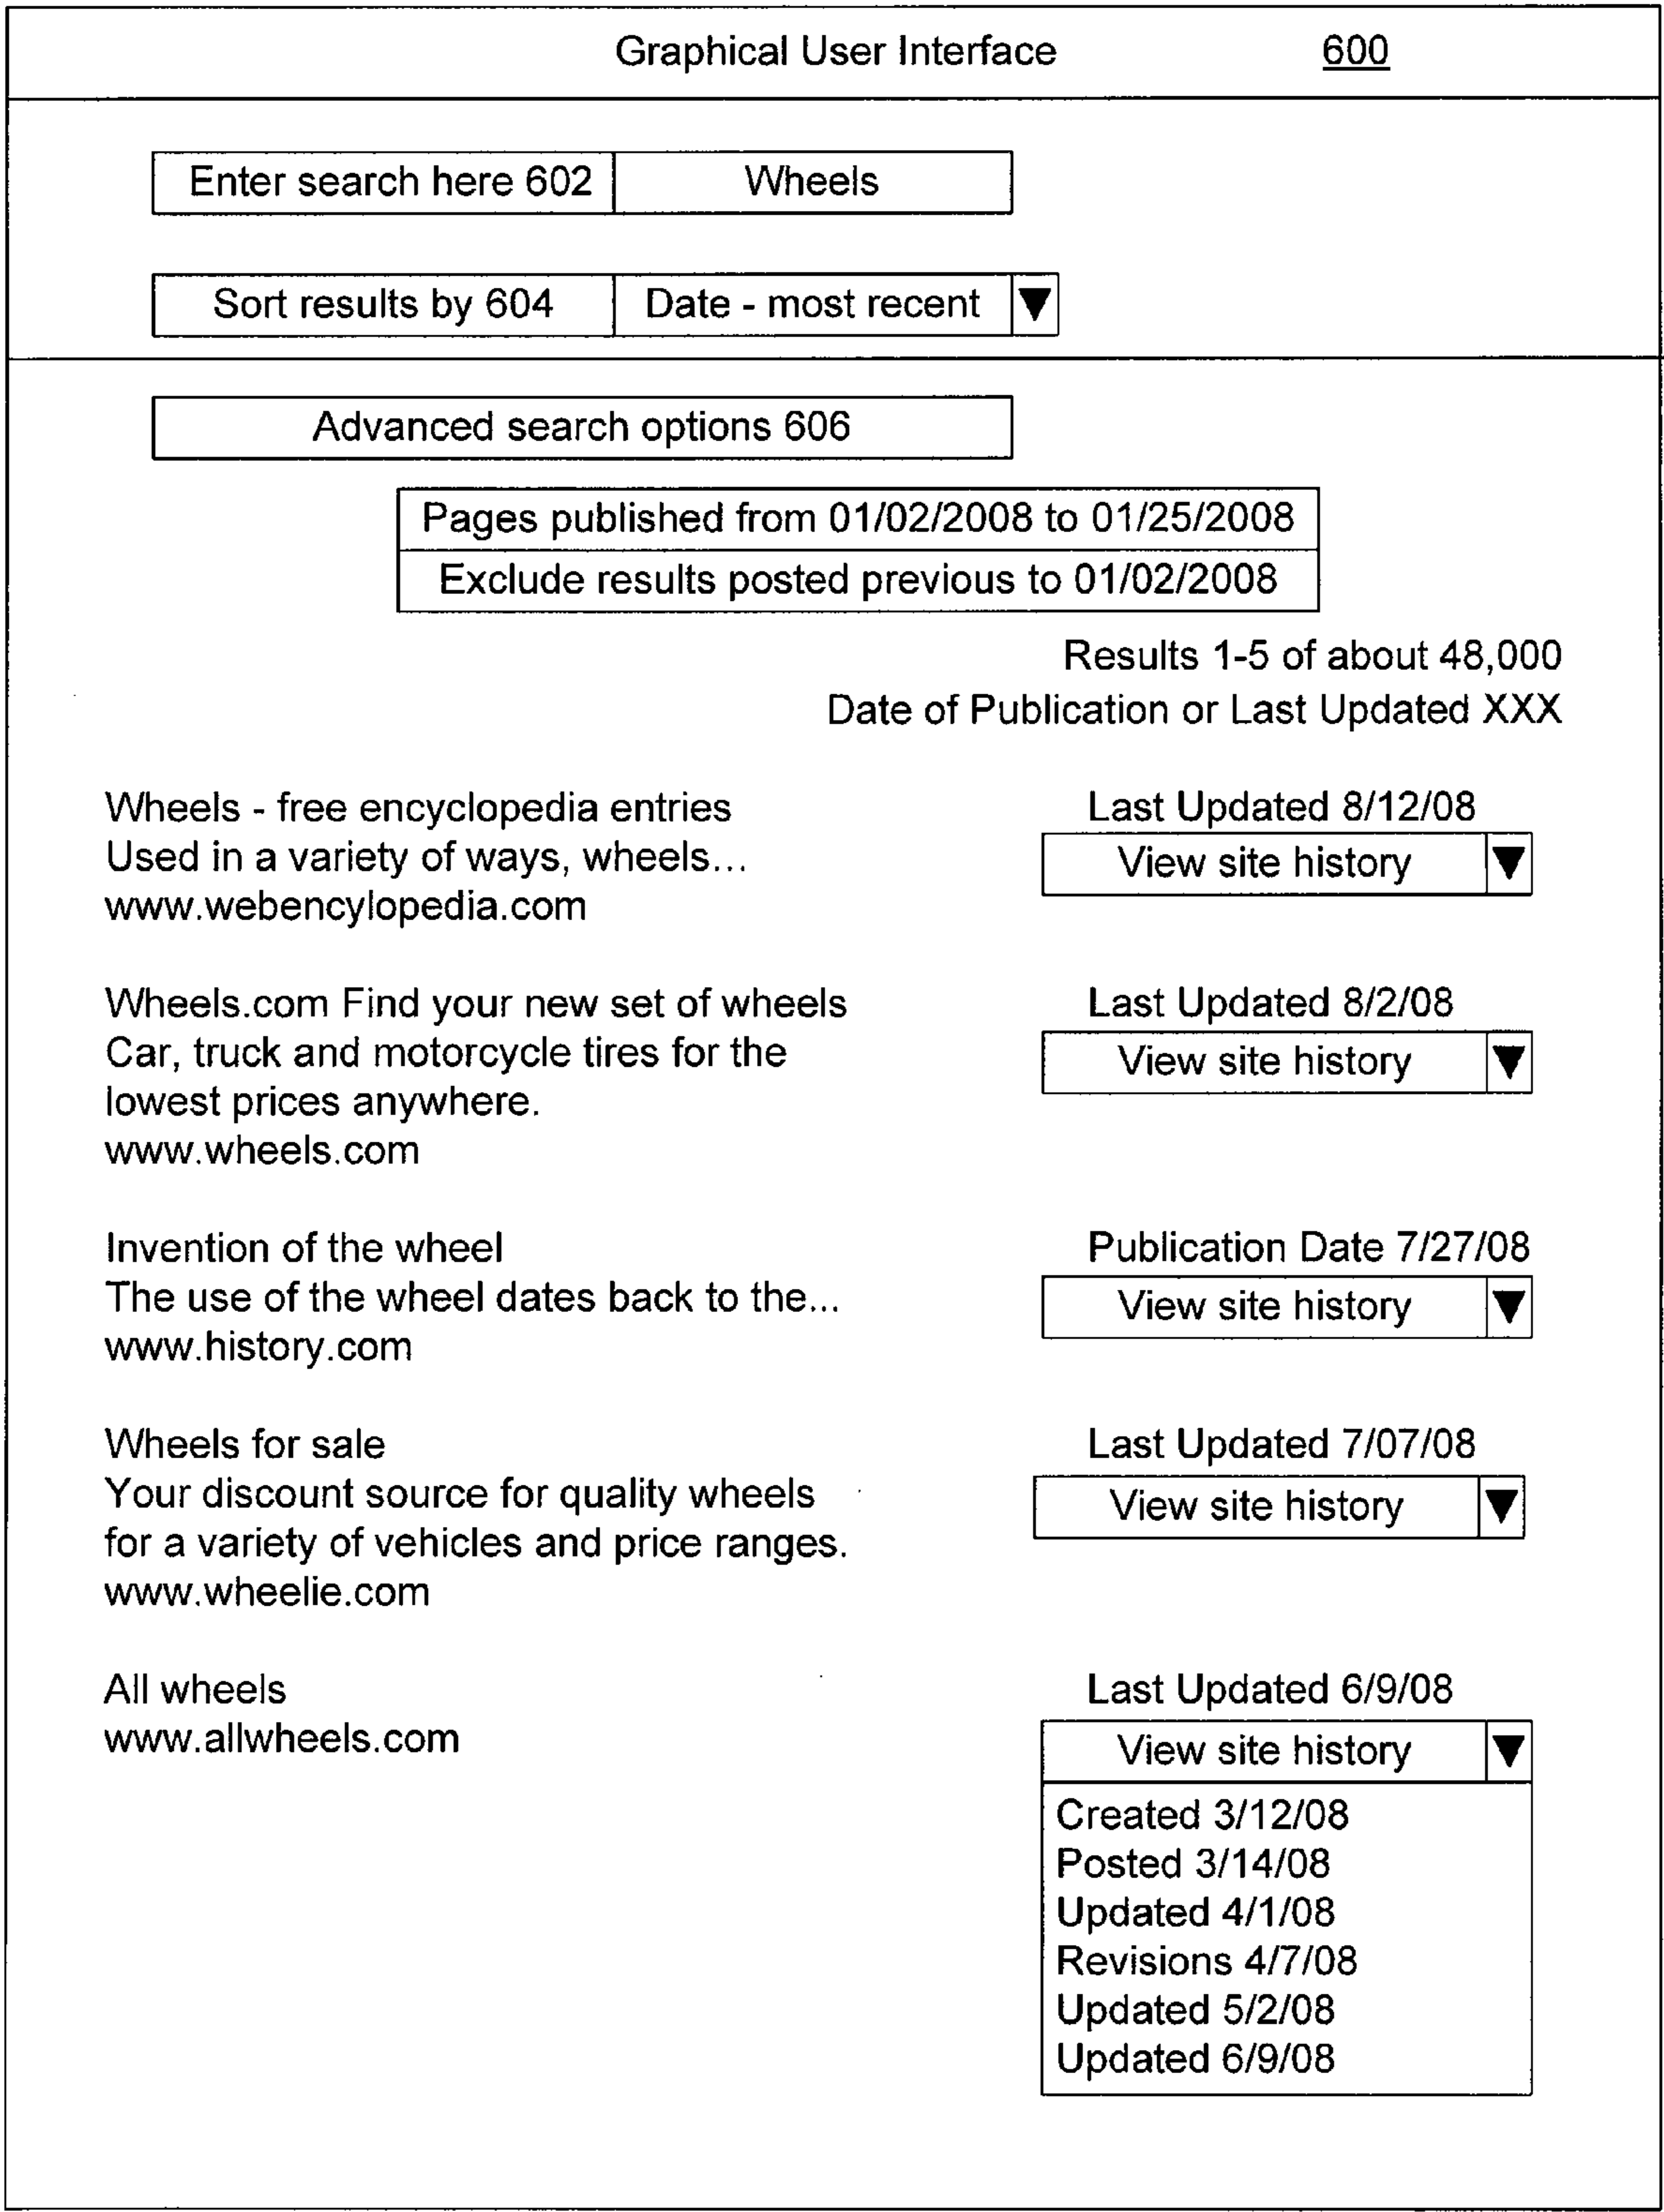 Graphical User Interface 600
Enter search here 602 Wheels
Sort results by 604 Date - most recent
Advanced search options 606
Pages published from 01/02/2008 to 01/25/2008
Exclude results posted previous to 01/02/2008
Results 1-5 of about 48,000
Date of Publication or Last Updated XXX
Wheels - free encyclopedia entries
Used in a variety of ways, wheels...
www.webencylopedia.com
Last Updated 8/12/08
View site history
Wheels.com Find your new set of wheels
Car, truck and motorcycle tires for the
lowest prices anywhere.
www.wheels.com
Last Updated 8/2/08
View site history
Invention of the wheel
The use of the wheel dates back to the...
www.history.com
Publication Date 7/27/08
View site history
Wheels for sale
Your discount source for quality wheels
for a variety of vehicles and price ranges.
www.wheelie.com
Last Updated 7/07/08
View site history
All wheels
www.allwheels.com
Last Updated 6/9/08
View site history
Created 3/12/08
Posted 3/14/08
Updated 4/1/08
Revisions 4/7/08
Updated 5/2/08
Updated 6/9/08